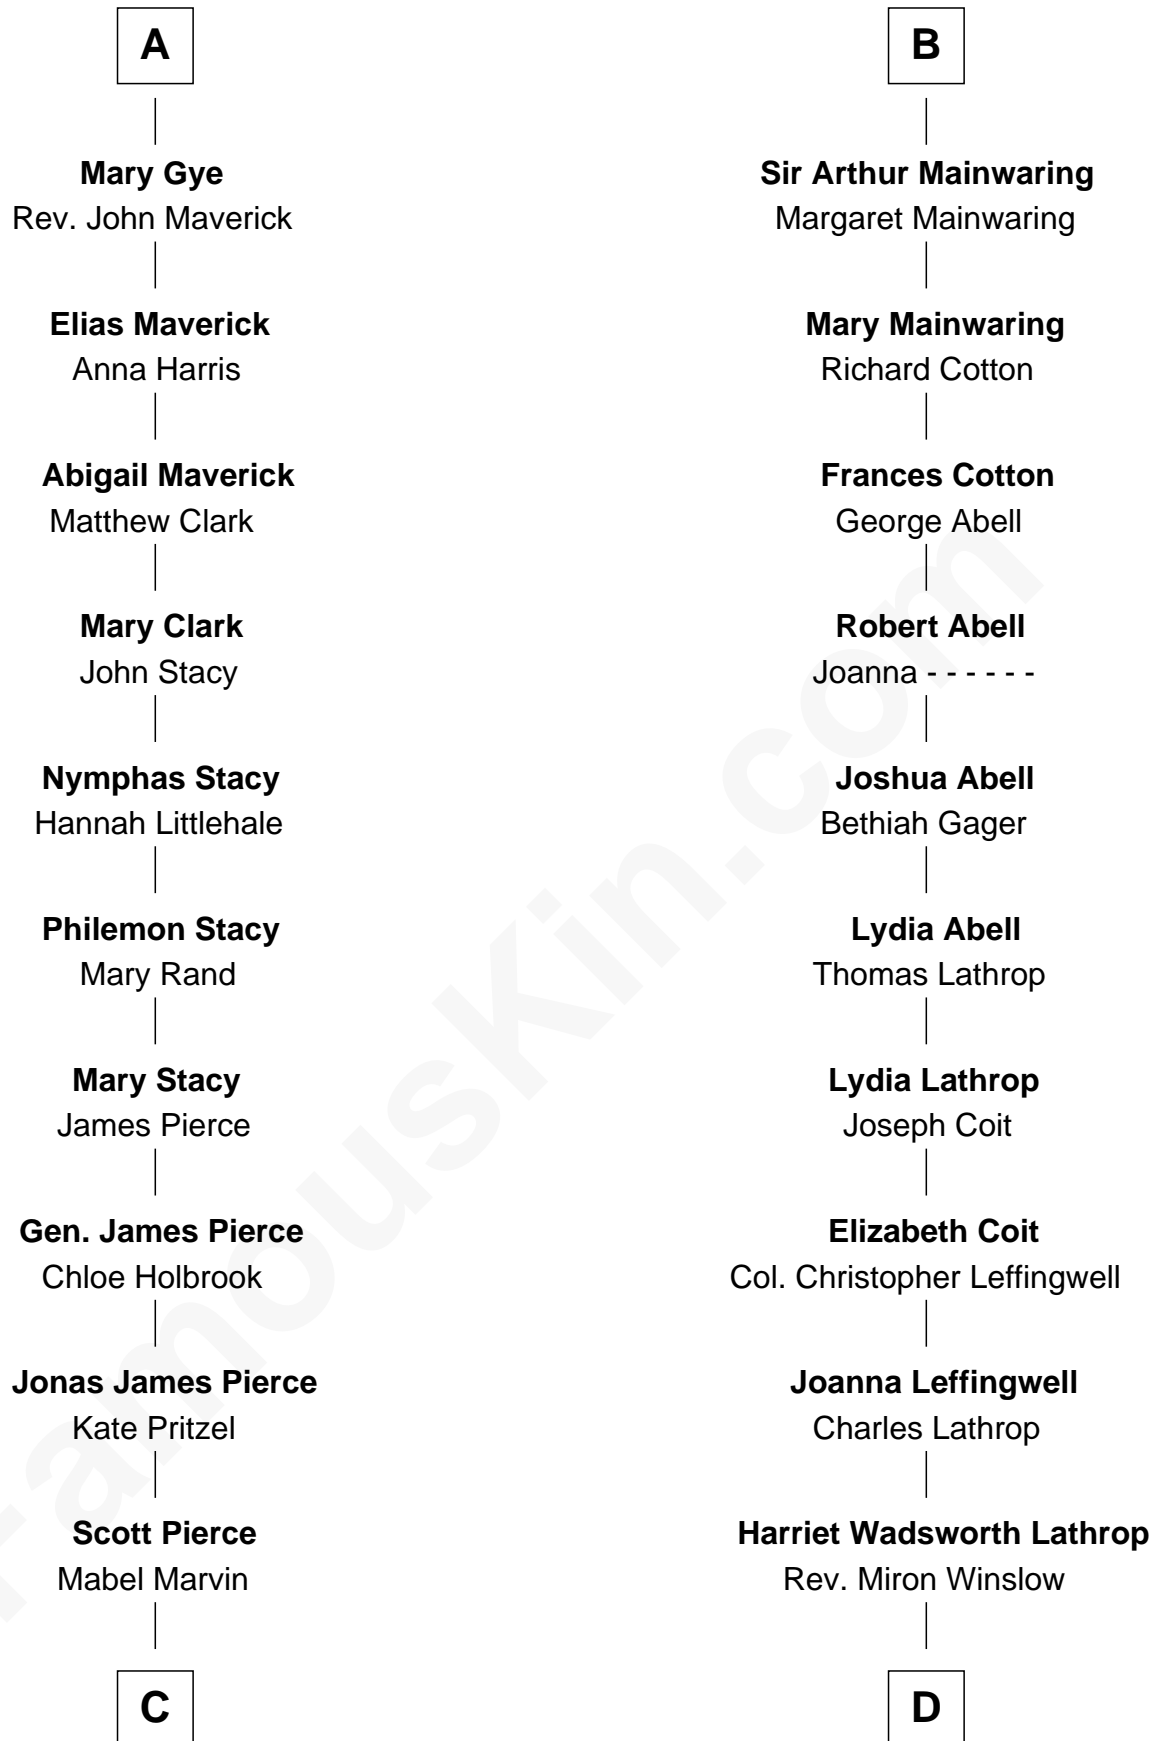 A
Mary Gye
Rev. John Maverick
Elias Maverick
Anna Harris
Abigail Maverick
Matthew Clark
Mary Clark
John Stacy
Nymphas Stacy
Hannah Littlehale
Philemon Stacy
Mary Rand
Mary Stacy
James Pierce
Gen. James Pierce
Chloe Holbrook
Jonas James Pierce
Kate Pritzel
Scott Pierce
Mabel Marvin
C
B
Sir Arthur Mainwaring
Margaret Mainwaring
Mary Mainwaring
Richard Cotton
Frances Cotton
George Abell
Robert Abell
Joanna - - - - - -
Joshua Abell
Bethiah Gager
Lydia Abell
Thomas Lathrop
Lydia Lathrop
Joseph Coit
Elizabeth Coit
Col. Christopher Leffingwell
Joanna Leffingwell
Charles Lathrop
Harriet Wadsworth Lathrop
Rev. Miron Winslow
D
FamousKin.com